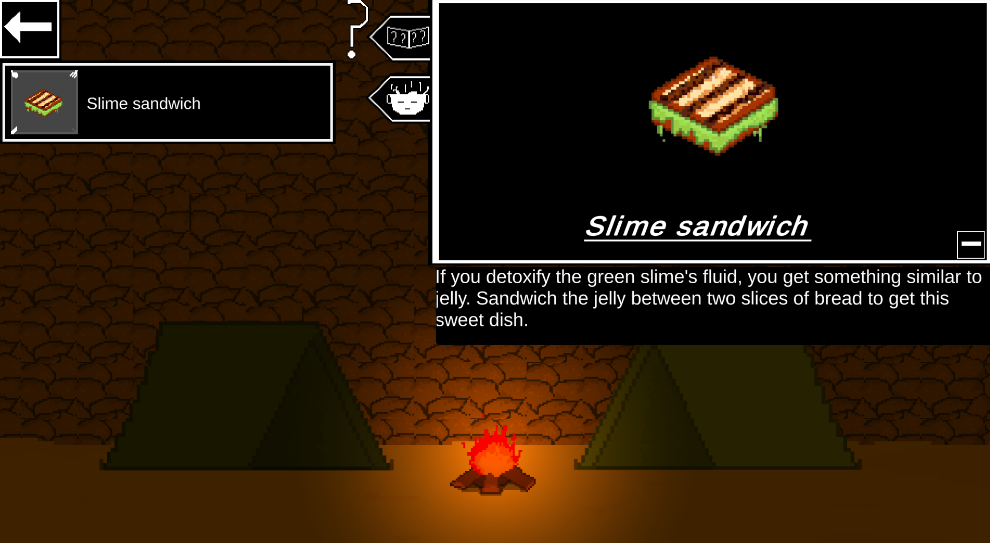 ????
Slime sandwich
Slime sandwich
If you detoxify the green slime's fluid, you get something similar to
jelly. Sandwich the jelly between two slices of bread to get this
sweet dish.